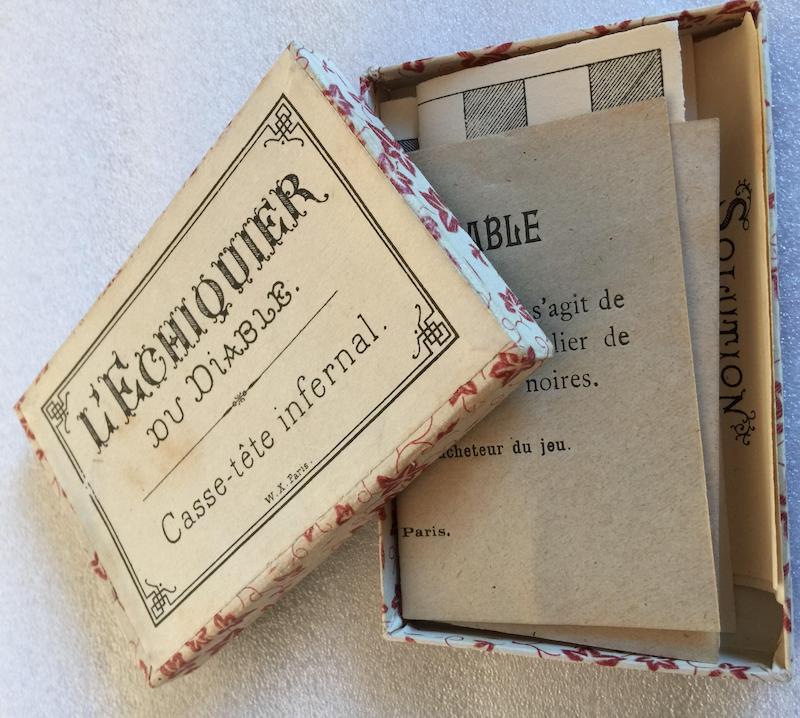 L'ECHIQUIER
DU DIABLE.
Casse-tête infernal.
W. X. Paris.
ABLE
s'agit de
lier de
noires.
acheteur du jeu.
Paris.
SOLUTION